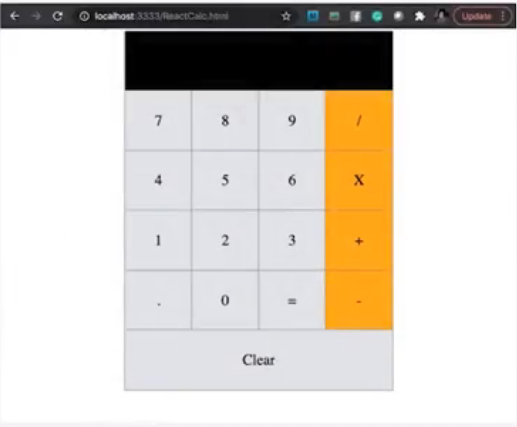 localhost:3333/ReactCalc.html
Update
7 8 9 /
4 5 6 X
1 2 3 +
. 0 = -
Clear